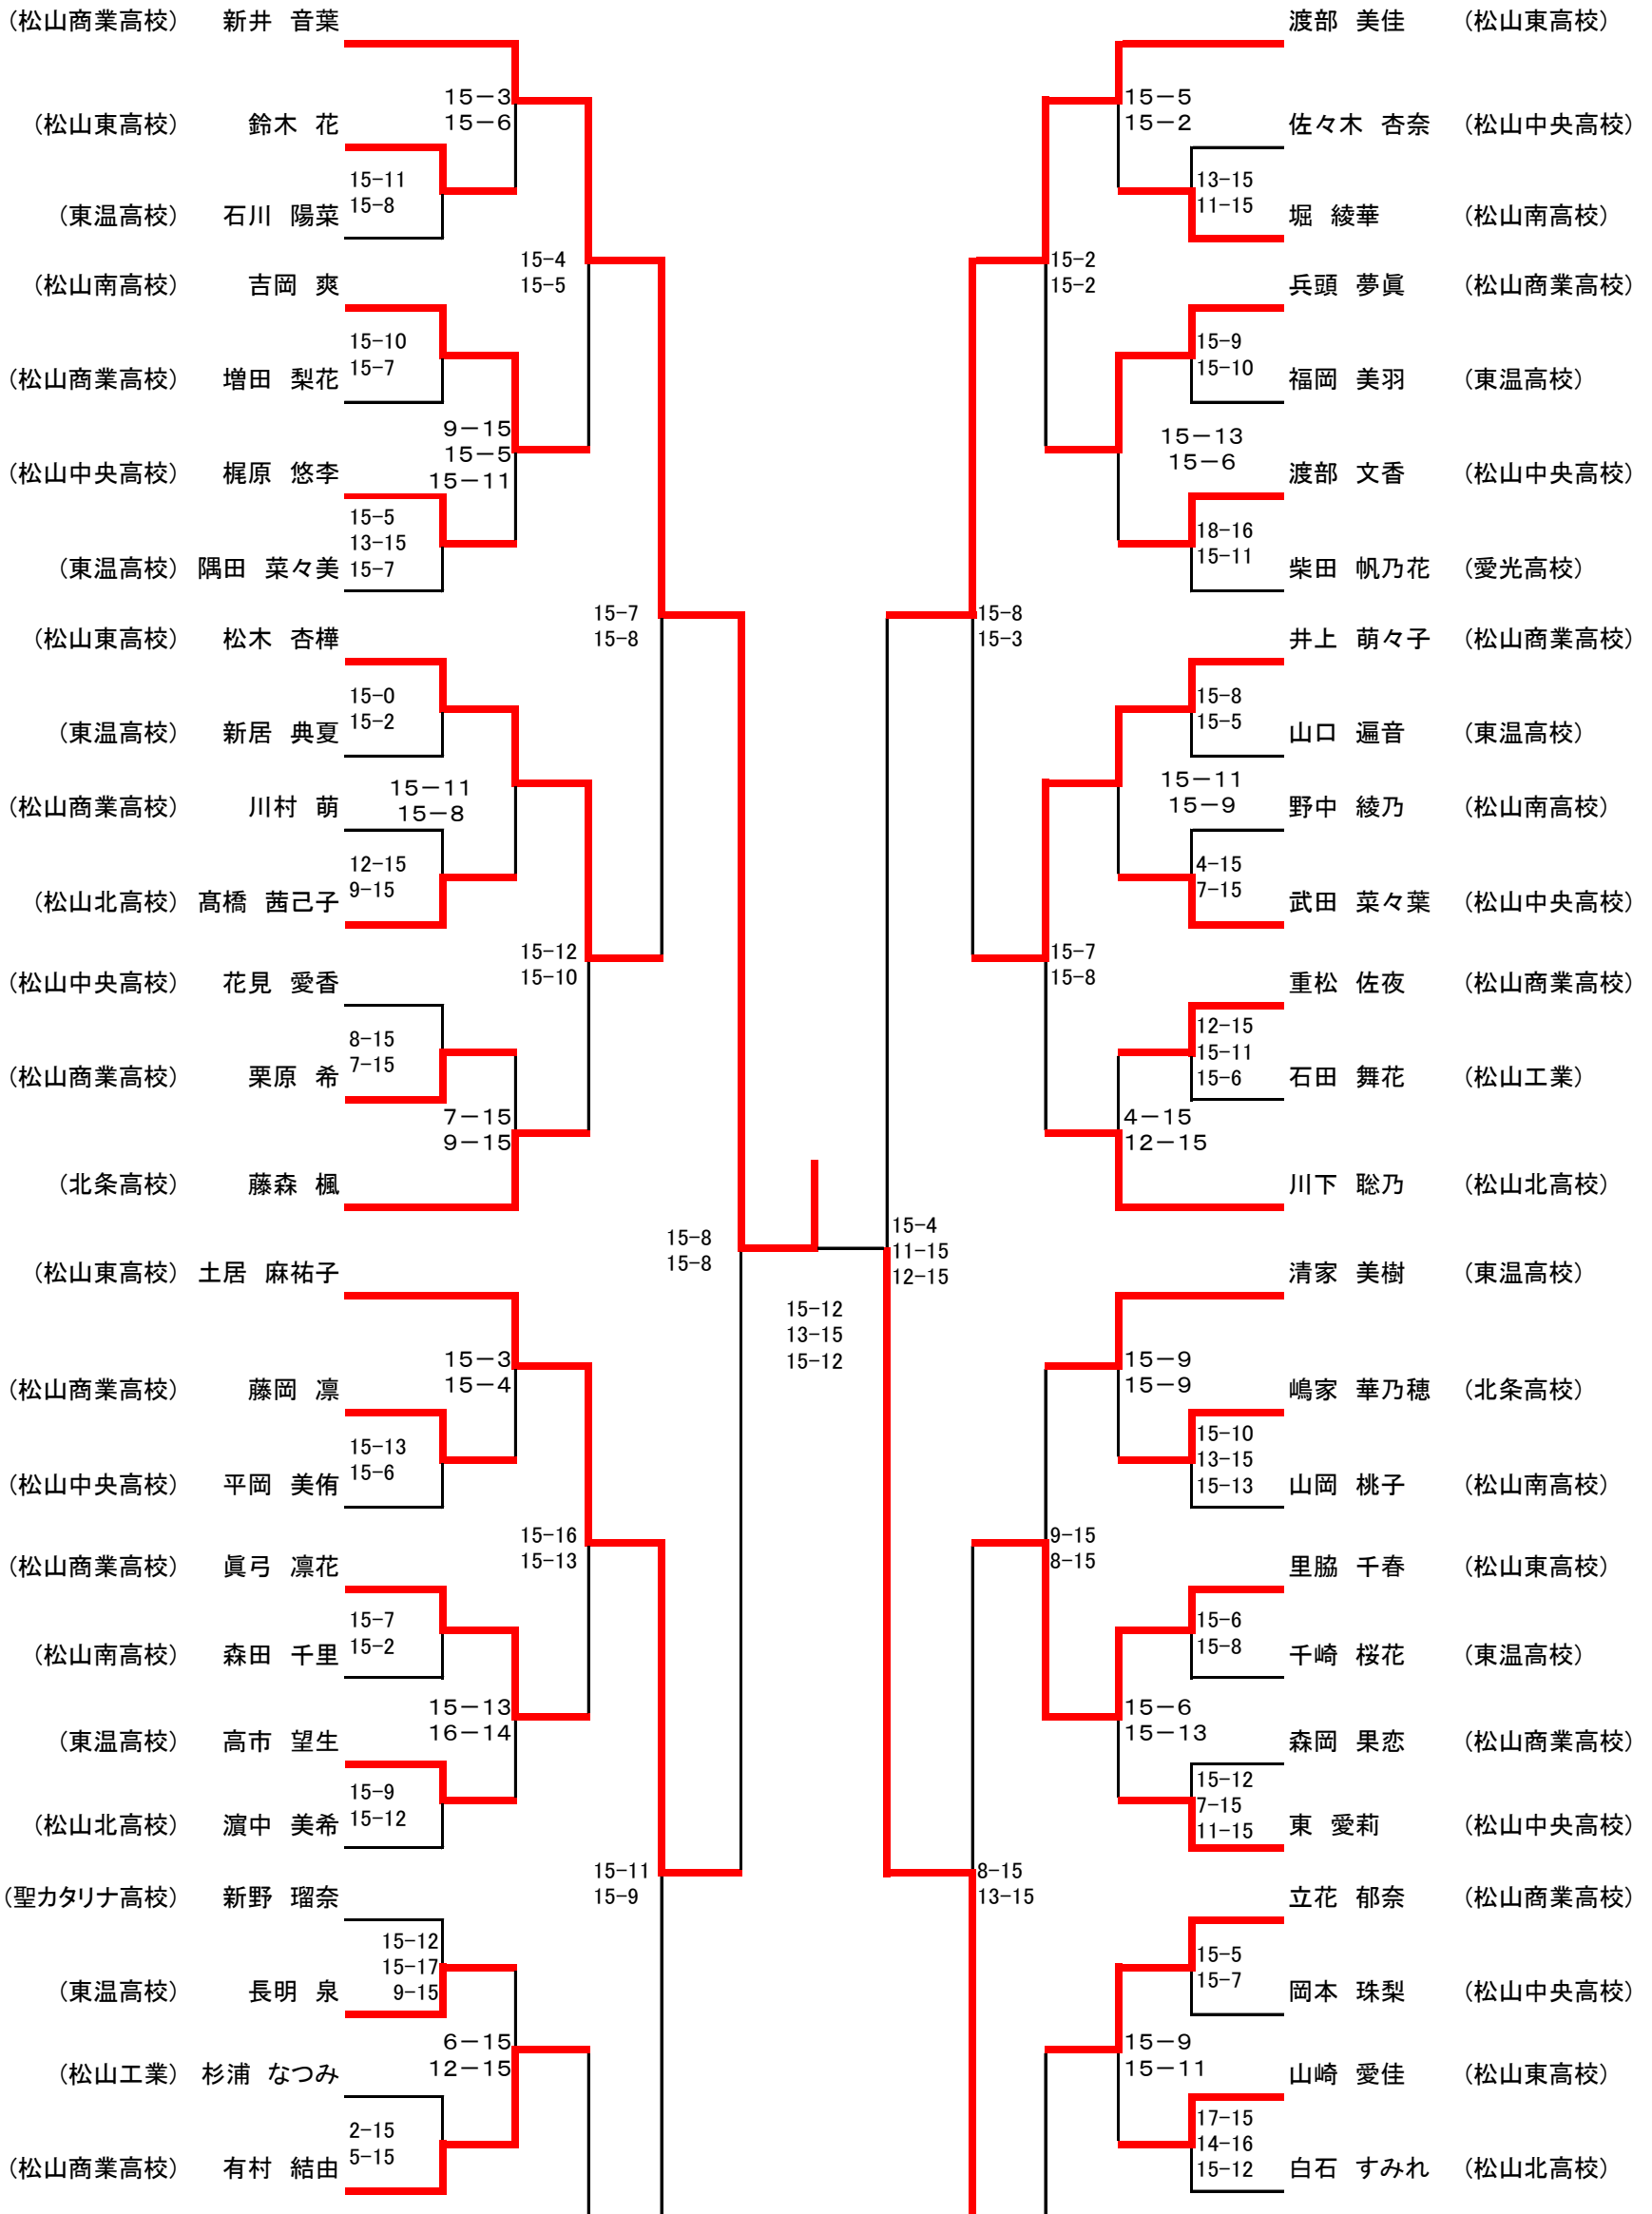 (松山商業高校) 新井 音葉
15-3
15-6
(松山東高校) 鈴木 花
15-11
15-8
(東温高校) 石川 陽菜
15-4
15-5
(松山南高校) 吉岡 爽
15-10
15-7
(松山商業高校) 増田 梨花
9-15
15-5
15-11
(松山中央高校) 梶原 悠李
15-5
13-15
15-7
(東温高校) 隅田 菜々美
15-7
15-8
(松山東高校) 松木 杏樺
15-0
15-2
(東温高校) 新居 典夏
15-11
15-8
(松山商業高校) 川村 萌
12-15
9-15
(松山北高校) 髙橋 茜己子
15-12
15-10
(松山中央高校) 花見 愛香
8-15
7-15
(松山商業高校) 栗原 希
7-15
9-15
(北条高校) 藤森 楓
15-8
15-8
(松山東高校) 土居 麻祐子
15-3
15-4
(松山商業高校) 藤岡 凛
15-13
15-6
(松山中央高校) 平岡 美侑
15-16
15-13
(松山商業高校) 眞弓 凛花
15-7
15-2
(松山南高校) 森田 千里
15-13
16-14
(東温高校) 高市 望生
15-9
15-12
(松山北高校) 濵中 美希
15-11
15-9
(聖カタリナ高校) 新野 瑠奈
15-12
15-17
9-15
(東温高校) 長明 泉
6-15
12-15
(松山工業) 杉浦 なつみ
2-15
5-15
(松山商業高校) 有村 結由
15-12
13-15
15-12
渡部 美佳 (松山東高校)
15-5
15-2
佐々木 杏奈 (松山中央高校)
13-15
11-15
堀 綾華 (松山南高校)
15-2
15-2
兵頭 夢眞 (松山商業高校)
15-9
15-10
福岡 美羽 (東温高校)
15-13
15-6
渡部 文香 (松山中央高校)
18-16
15-11
柴田 帆乃花 (愛光高校)
15-8
15-3
井上 萌々子 (松山商業高校)
15-8
15-5
山口 遍音 (東温高校)
15-11
15-9
野中 綾乃 (松山南高校)
4-15
7-15
武田 菜々葉 (松山中央高校)
15-7
15-8
重松 佐夜 (松山商業高校)
12-15
15-11
15-6
石田 舞花 (松山工業)
4-15
12-15
川下 聡乃 (松山北高校)
15-4
11-15
12-15
清家 美樹 (東温高校)
15-9
15-9
嶋家 華乃穂 (北条高校)
15-10
13-15
15-13
山岡 桃子 (松山南高校)
9-15
8-15
里脇 千春 (松山東高校)
15-6
15-8
千崎 桜花 (東温高校)
15-6
15-13
森岡 果恋 (松山商業高校)
15-12
7-15
11-15
東 愛莉 (松山中央高校)
8-15
13-15
立花 郁奈 (松山商業高校)
15-5
15-7
岡本 珠梨 (松山中央高校)
15-9
15-11
山崎 愛佳 (松山東高校)
17-15
14-16
15-12
白石 すみれ (松山北高校)